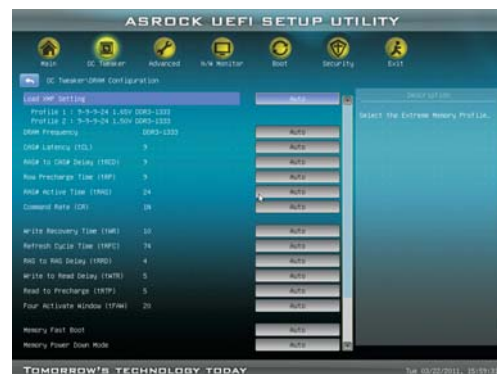 ASROCK UEFI SETUP UTILITY
Main OC Tweaker Advanced H/W Monitor Boot Security Exit
OC Tweaker\DRAM Configuration
Load XMP Setting Auto
Profile 1 : 9-9-9-24 1.65V DDR3-1333
Profile 2 : 9-9-9-24 1.50V DDR3-1333
DRAM Frequency DDR3-1333 Auto
CAS# Latency (tCL) 9 Auto
RAS# to CAS# Delay (tRCD) 9 Auto
Row Precharge Time (tRP) 9 Auto
RAS# Active Time (tRAS) 24 Auto
Command Rate (CR) Auto
Write Recovery Time (tWR) 10 Auto
Refresh Cycle Time (tRFC) 74 Auto
RAS to RAS Delay (tRRD) 4 Auto
Write to Read Delay (tWTR) 5 Auto
Read to Precharge (tRTP) 5 Auto
Four Activate Window (tFAW) 20 Auto
Memory Fast Boot Auto
Memory Power Down Mode Auto
Description
Select the Extreme Memory Profile.
TOMORROW'S TECHNOLOGY TODAY
Tue 03/22/2011,